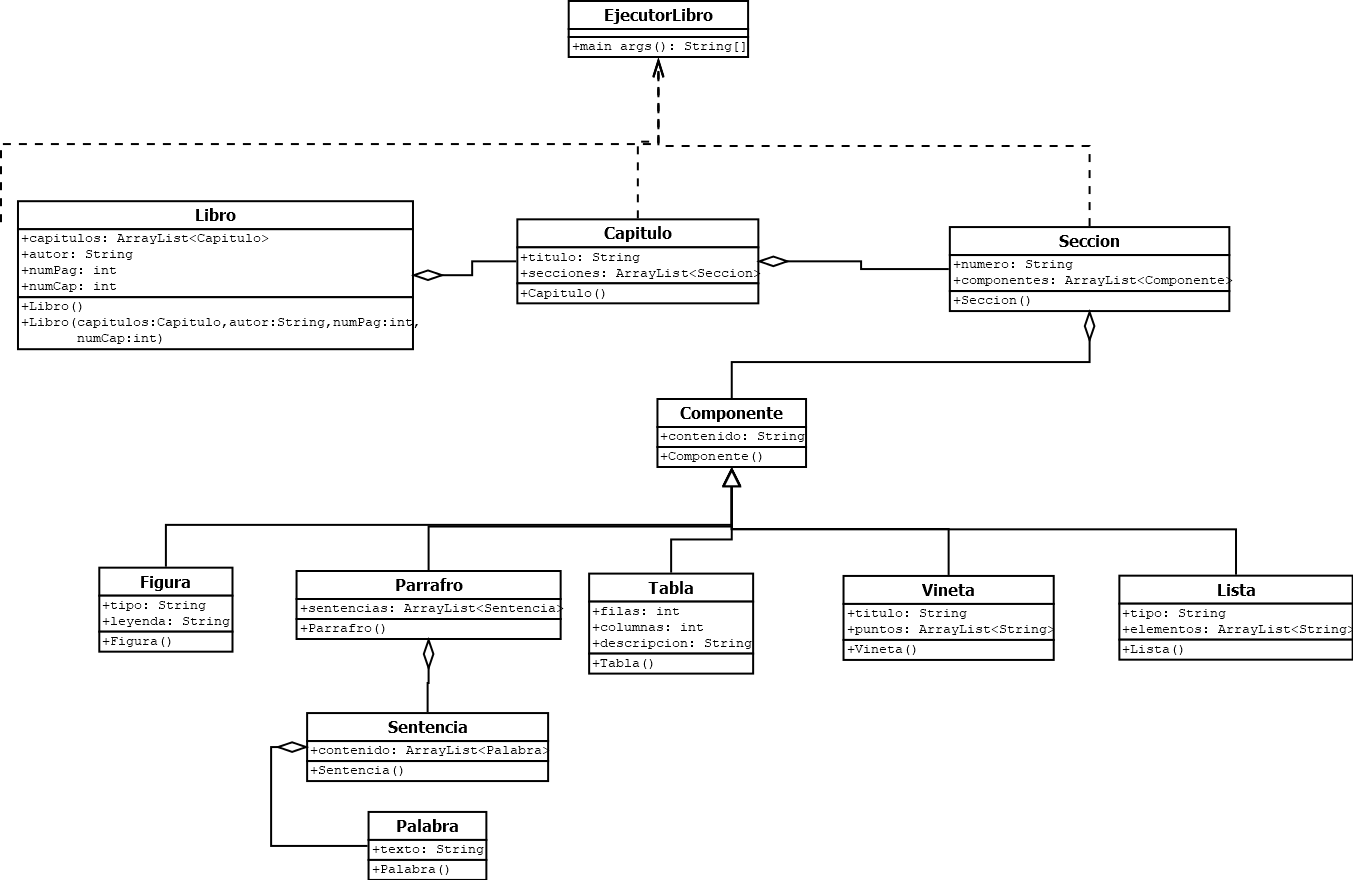 EjecutorLibro
+main args(): String[]
Libro
+capitulos: ArrayList<Capitulo>
+autor: String
+numPag: int
+numCap: int
+Libro()
+Libro(capitulos:Capitulo,autor:String,numPag:int,
numCap:int)
Capitulo
+titulo: String
+secciones: ArrayList<Seccion>
+Capitulo()
Seccion
+numero: String
+componentes: ArrayList<Componente>
+Seccion()
Componente
+contenido: String
+Componente()
Figura
+tipo: String
+leyenda: String
+Figura()
Parrafro
+sentencias: ArrayList<Sentencia>
+Parrafro()
Tabla
+filas: int
+columnas: int
+descripcion: String
+Tabla()
Vineta
+titulo: String
+puntos: ArrayList<String>
+Vineta()
Lista
+tipo: String
+elementos: ArrayList<String>
+Lista()
Sentencia
+contenido: ArrayList<Palabra>
+Sentencia()
Palabra
+texto: String
+Palabra()